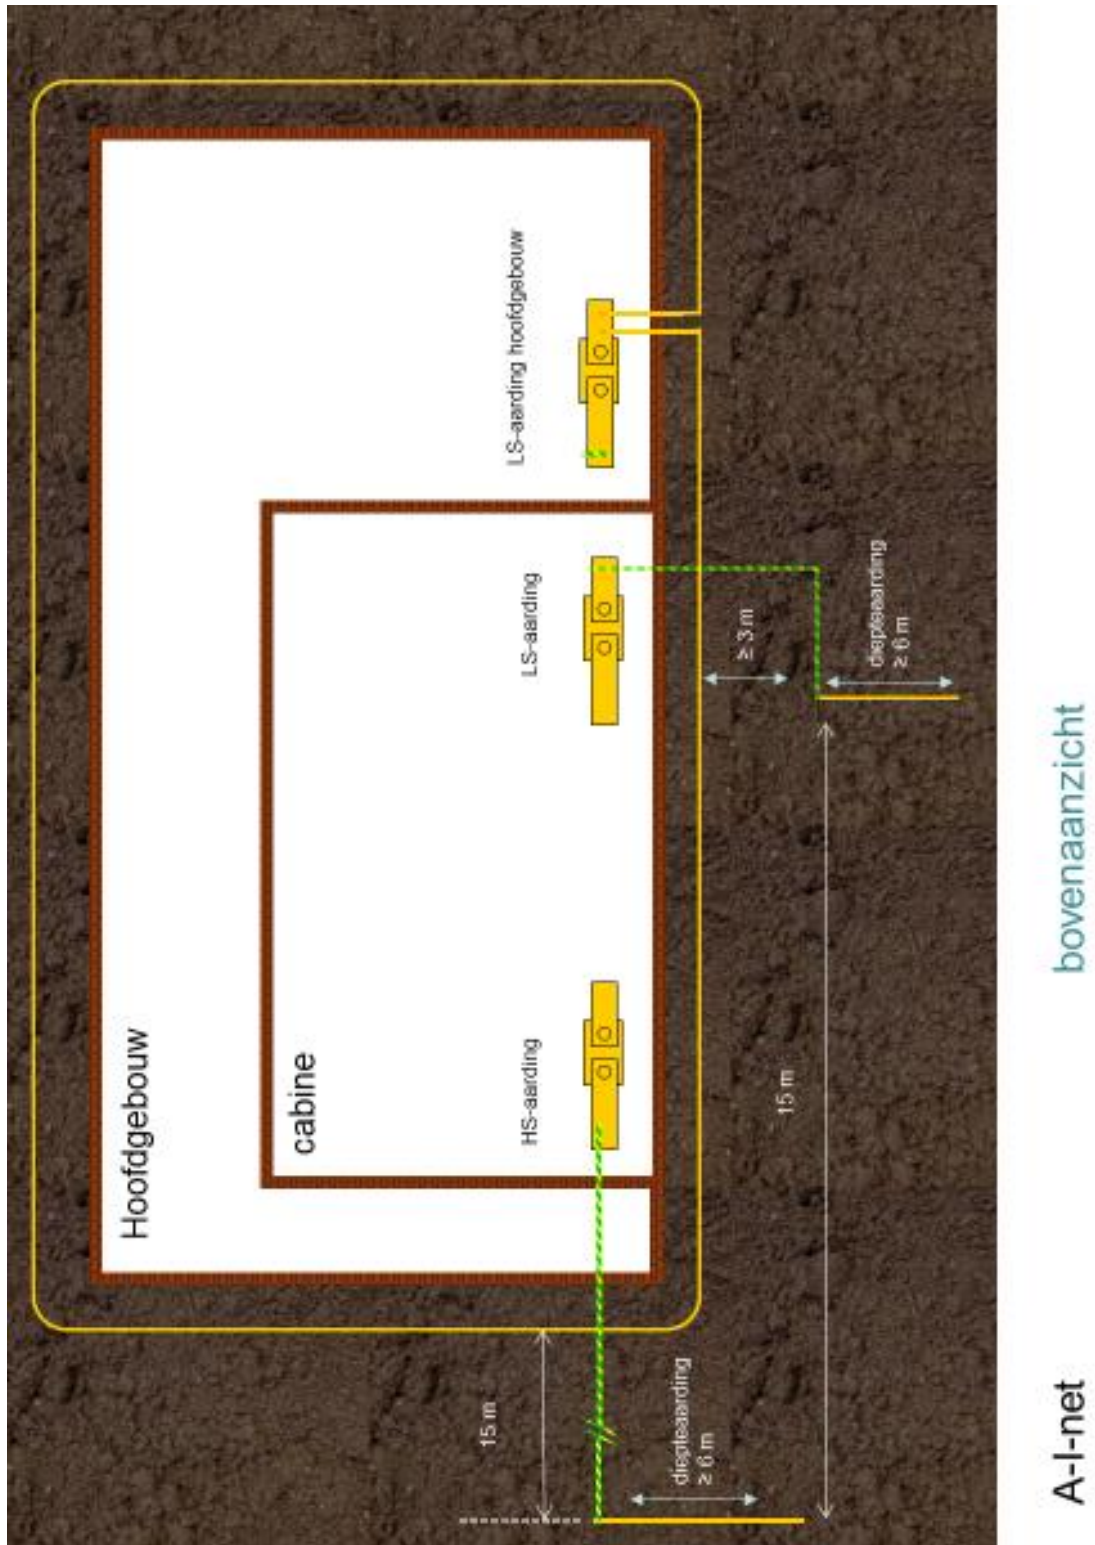 Hoofdgebouw
cabine
HS-aarding
LS-aarding
LS-aarding hoofdgebouw
15 m
diepteaarding
≥ 6 m
15 m
≥ 3 m
diepteaarding
≥ 6 m
A-I-net
bovenaanzicht